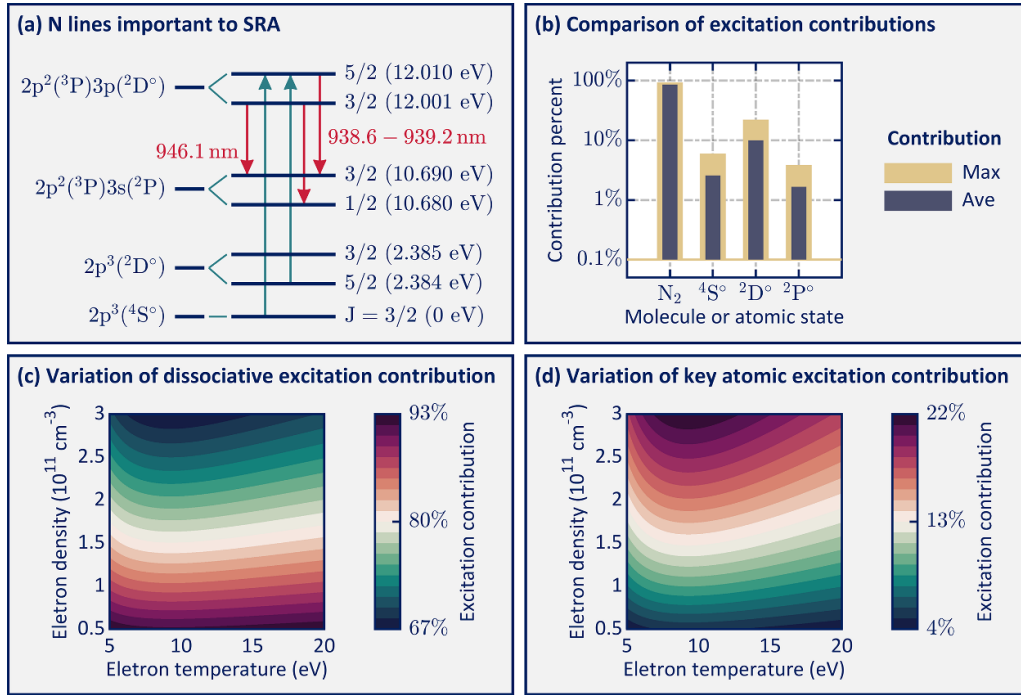 (a) N lines important to SRA
2p²(³P)3p(²D°)
5/2 (12.010 eV)
3/2 (12.001 eV)
946.1 nm
938.6 − 939.2 nm
2p²(³P)3s(²P)
3/2 (10.690 eV)
1/2 (10.680 eV)
2p³(²D°)
3/2 (2.385 eV)
5/2 (2.384 eV)
2p³(⁴S°)
J = 3/2 (0 eV)
(b) Comparison of excitation contributions
Contribution percent
100%
10%
1%
0.1%
N₂ ⁴S° ²D° ²P°
Molecule or atomic state
Contribution
Max
Ave
(c) Variation of dissociative excitation contribution
Eletron density (10¹¹ cm⁻³)
3
2.5
2
1.5
1
0.5
5 10 15 20
Eletron temperature (eV)
93%
80%
67%
Excitation contribution
(d) Variation of key atomic excitation contribution
Eletron density (10¹¹ cm⁻³)
3
2.5
2
1.5
1
0.5
5 10 15 20
Eletron temperature (eV)
22%
13%
4%
Excitation contribution